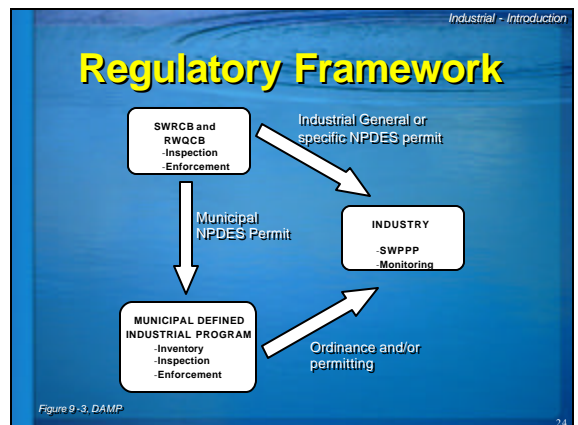 Industrial - Introduction
Regulatory Framework
SWRCB and
RWQCB
-Inspection
-Enforcement
Industrial General or
specific NPDES permit
Municipal
NPDES Permit
INDUSTRY
-SWPPP
-Monitoring
MUNICIPAL DEFINED
INDUSTRIAL PROGRAM
-Inventory
-Inspection
-Enforcement
Ordinance and/or
permitting
Figure 9-3, DAMP
24